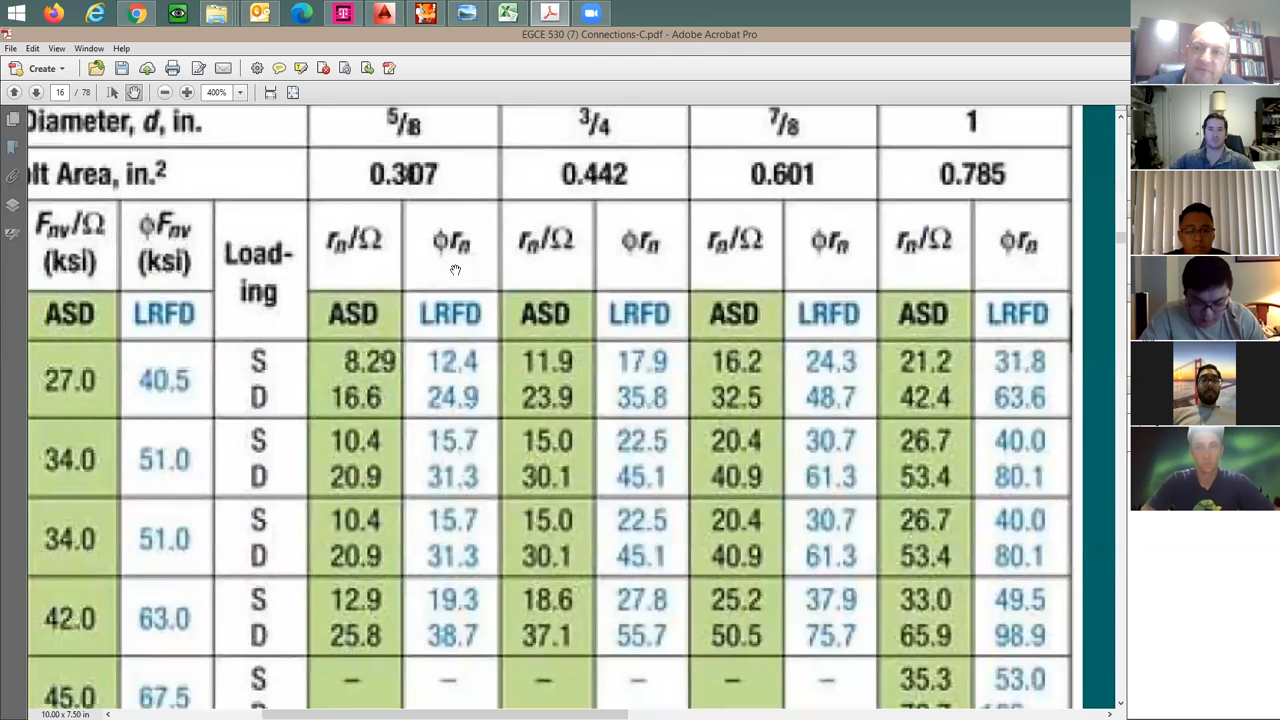 EGCE 530 (7) Connections-C.pdf - Adobe Acrobat Pro
File Edit View Window Help
Create
16 / 78 400%
Diameter, d, in. 5/8 3/4 7/8 1
lt Area, in.2 0.307 0.442 0.601 0.785
Fnv/Ω (ksi) ϕFnv (ksi) Load-ing rn/Ω ϕrn rn/Ω ϕrn rn/Ω ϕrn rn/Ω ϕrn
ASD LRFD ASD LRFD ASD LRFD ASD LRFD ASD LRFD
27.0 40.5 S 8.29 12.4 11.9 17.9 16.2 24.3 21.2 31.8
D 16.6 24.9 23.9 35.8 32.5 48.7 42.4 63.6
34.0 51.0 S 10.4 15.7 15.0 22.5 20.4 30.7 26.7 40.0
D 20.9 31.3 30.1 45.1 40.9 61.3 53.4 80.1
34.0 51.0 S 10.4 15.7 15.0 22.5 20.4 30.7 26.7 40.0
D 20.9 31.3 30.1 45.1 40.9 61.3 53.4 80.1
42.0 63.0 S 12.9 19.3 18.6 27.8 25.2 37.9 33.0 49.5
D 25.8 38.7 37.1 55.7 50.5 75.7 65.9 98.9
45.0 67.5 S – – – – – – 35.3 53.0
10.00 x 7.50 in